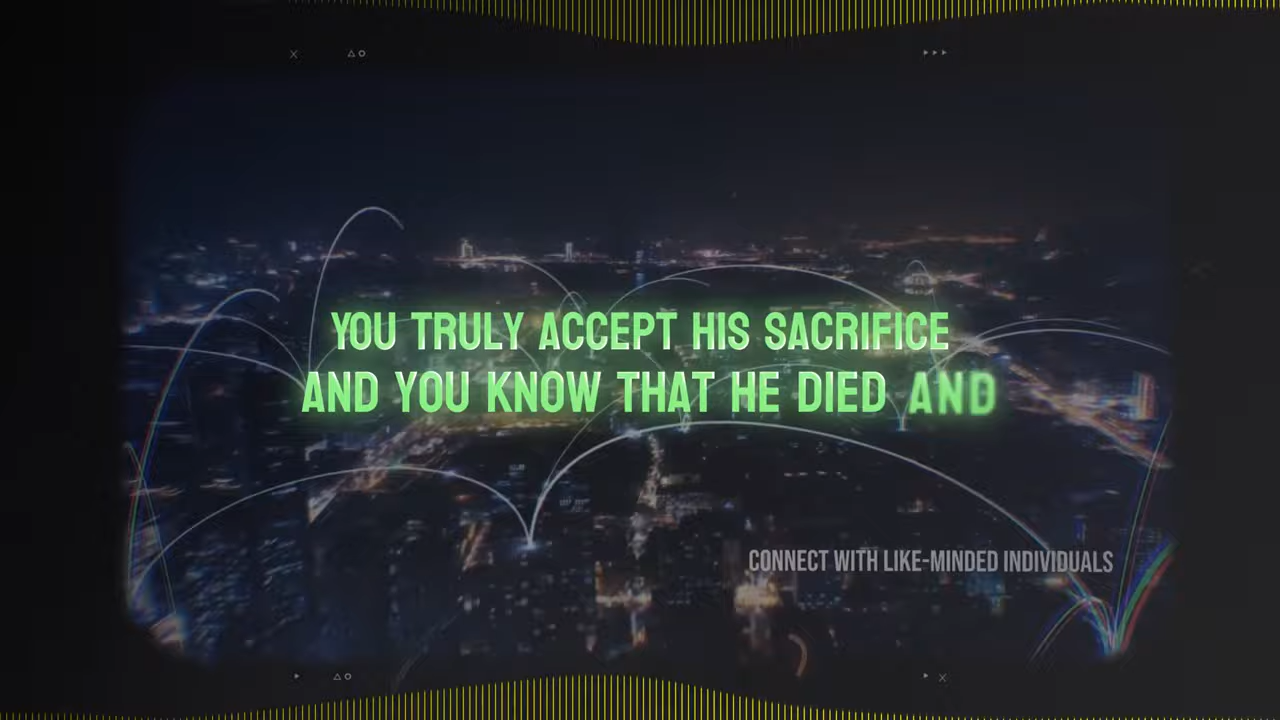 YOU TRULY ACCEPT HIS SACRIFICE
AND YOU KNOW THAT HE DIED AND
CONNECT WITH LIKE-MINDED INDIVIDUALS